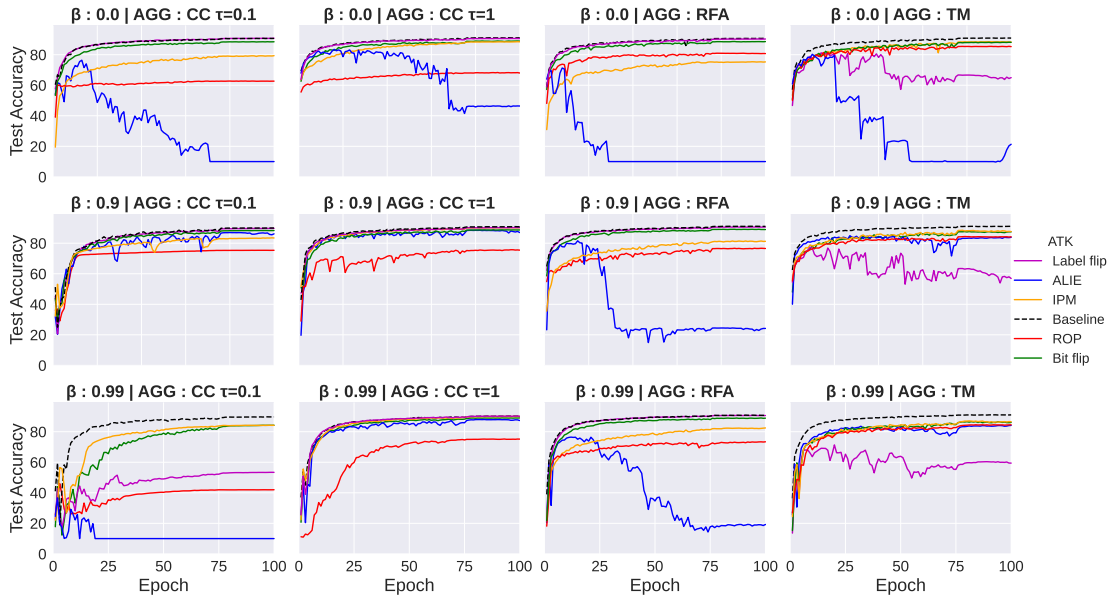 β : 0.0 | AGG : CC τ=0.1
β : 0.0 | AGG : CC τ=1
β : 0.0 | AGG : RFA
β : 0.0 | AGG : TM
Test Accuracy
80
60
40
20
0
0
25
50
75
100
0
25
50
75
100
0
25
50
75
100
0
25
50
75
100
β : 0.9 | AGG : CC τ=0.1
β : 0.9 | AGG : CC τ=1
β : 0.9 | AGG : RFA
β : 0.9 | AGG : TM
Test Accuracy
80
60
40
20
0
ATK
Label flip
ALIE
IPM
Baseline
ROP
Bit flip
β : 0.99 | AGG : CC τ=0.1
β : 0.99 | AGG : CC τ=1
β : 0.99 | AGG : RFA
β : 0.99 | AGG : TM
Test Accuracy
80
60
40
20
0
Epoch
Epoch
Epoch
Epoch